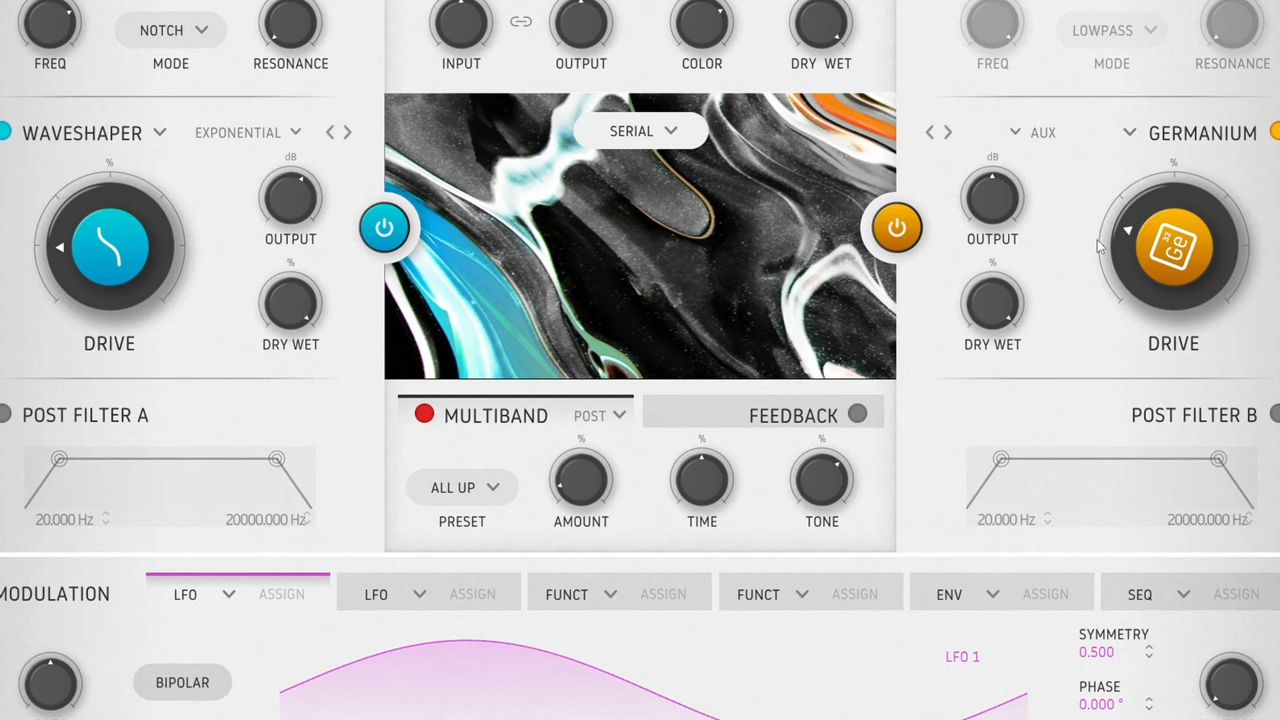 NOTCH
LOWPASS
FREQ MODE RESONANCE INPUT OUTPUT COLOR DRY WET FREQ MODE RESONANCE
WAVESHAPER EXPONENTIAL
SERIAL
AUX GERMANIUM
% dB
dB %
OUTPUT
OUTPUT
32
Ge
%
%
DRIVE DRY WET
DRY WET DRIVE
POST FILTER A
MULTIBAND POST FEEDBACK
POST FILTER B
% % %
ALL UP
PRESET AMOUNT TIME TONE
20.000 Hz 20000.000 Hz
20.000 Hz 20000.000 Hz
MODULATION LFO ASSIGN LFO ASSIGN FUNCT ASSIGN FUNCT ASSIGN ENV ASSIGN SEQ ASSIGN
BIPOLAR
LFO 1
SYMMETRY
0.500
PHASE
0.000 °